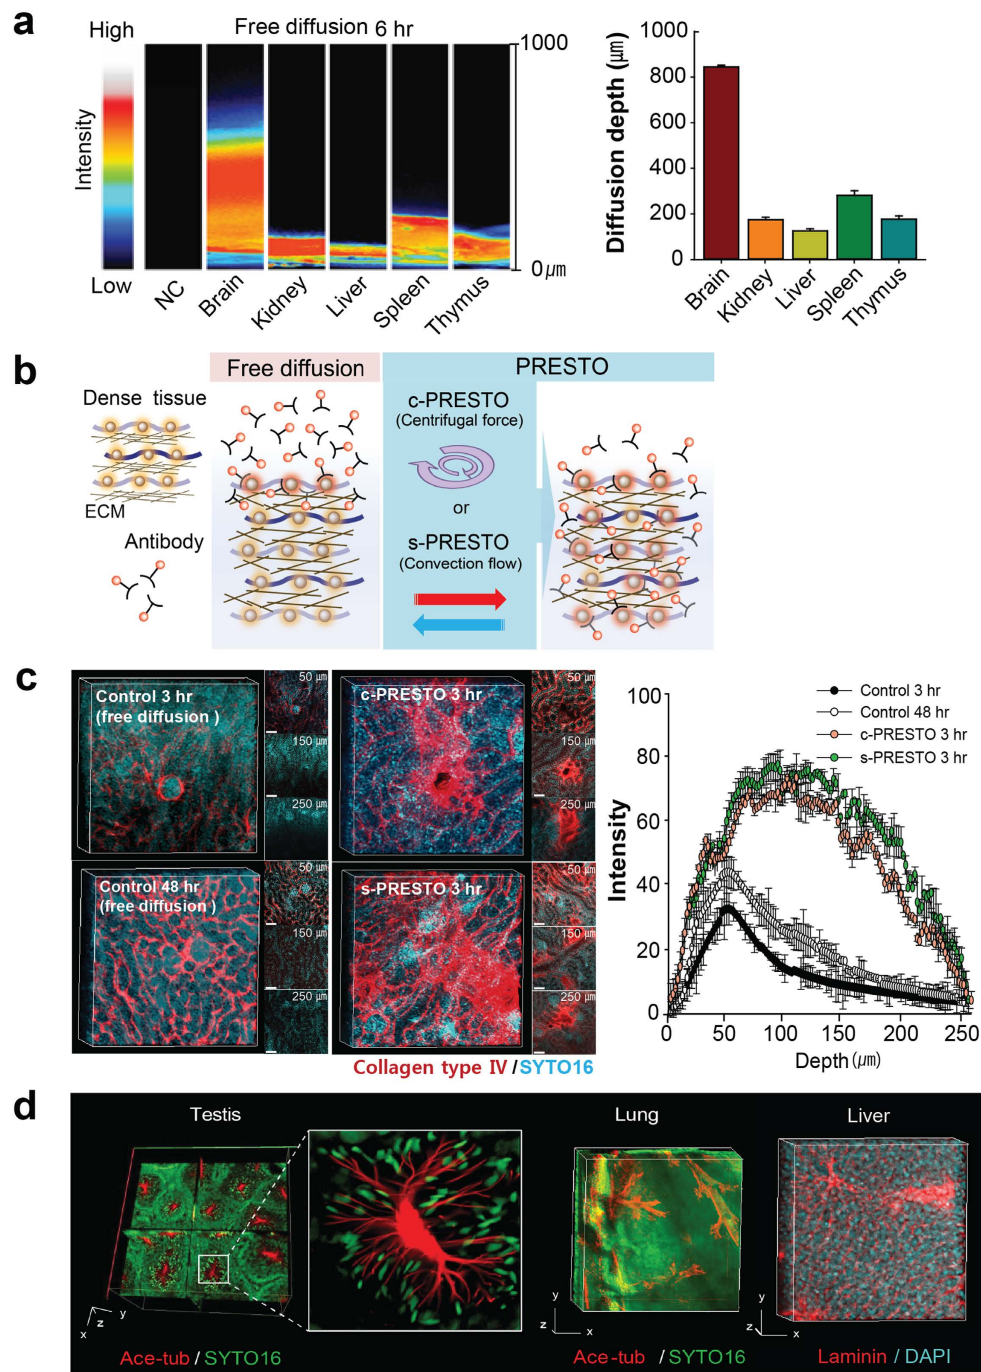 a
High
Free diffusion 6 hr
1000
Intensity
Low
0 μm
NC
Brain
Kidney
Liver
Spleen
Thymus
Diffusion depth (μm)
1000
800
600
400
200
0
Brain
Kidney
Liver
Spleen
Thymus
b
Free diffusion
PRESTO
Dense tissue
ECM
Antibody
c-PRESTO
(Centrifugal force)
or
s-PRESTO
(Convection flow)
c
Control 3 hr
(free diffusion )
50 μm
150 μm
250 μm
c-PRESTO 3 hr
50 μm
150 μm
250 μm
Control 48 hr
(free diffusion )
50 μm
150 μm
250 μm
s-PRESTO 3 hr
50 μm
150 μm
250 μm
Collagen type IV / SYTO16
Control 3 hr
Control 48 hr
c-PRESTO 3 hr
s-PRESTO 3 hr
Intensity
100
80
60
40
20
0
0
50
100
150
200
250
Depth (μm)
d
Testis
Lung
Liver
y
z
x
Ace-tub / SYTO16
y
z
x
Ace-tub / SYTO16
y
z
x
Laminin / DAPI